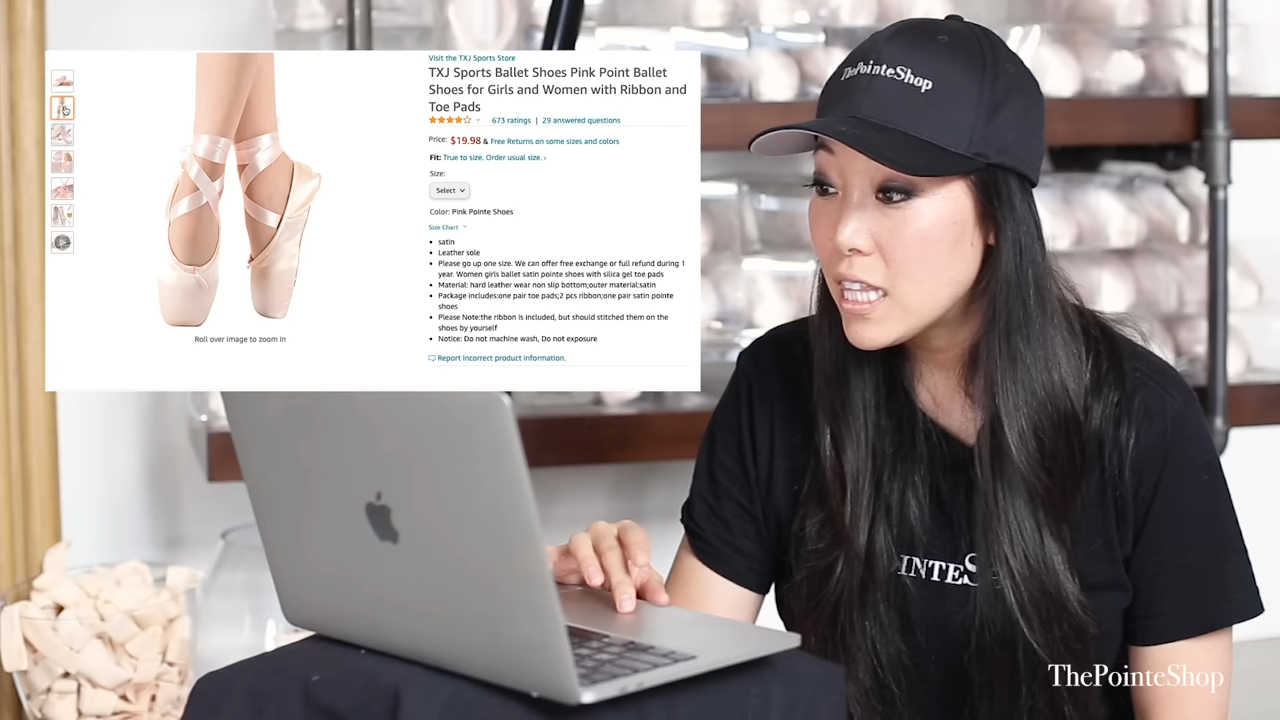 Visit the TXJ Sports Store
TXJ Sports Ballet Shoes Pink Point Ballet
Shoes for Girls and Women with Ribbon and
Toe Pads
673 ratings | 29 answered questions
Price: $19.98 & Free Returns on some sizes and colors
Fit: True to size. Order usual size. ›
Size:
Select
Color: Pink Pointe Shoes
Size Chart
• satin
• Leather sole
• Please go up one size. We can offer free exchange or full refund during 1
year. Women girls ballet satin pointe shoes with silica gel toe pads
• Material: hard leather wear non slip bottom;outer material:satin
• Package includes:one pair toe pads;2 pcs ribbon;one pair satin pointe
shoes
• Please Note:the ribbon is included, but should stitched them on the
shoes by yourself
• Notice: Do not machine wash, Do not exposure
Report incorrect product information.
Roll over image to zoom in
ThePointeShop
INTES
ThePointeShop